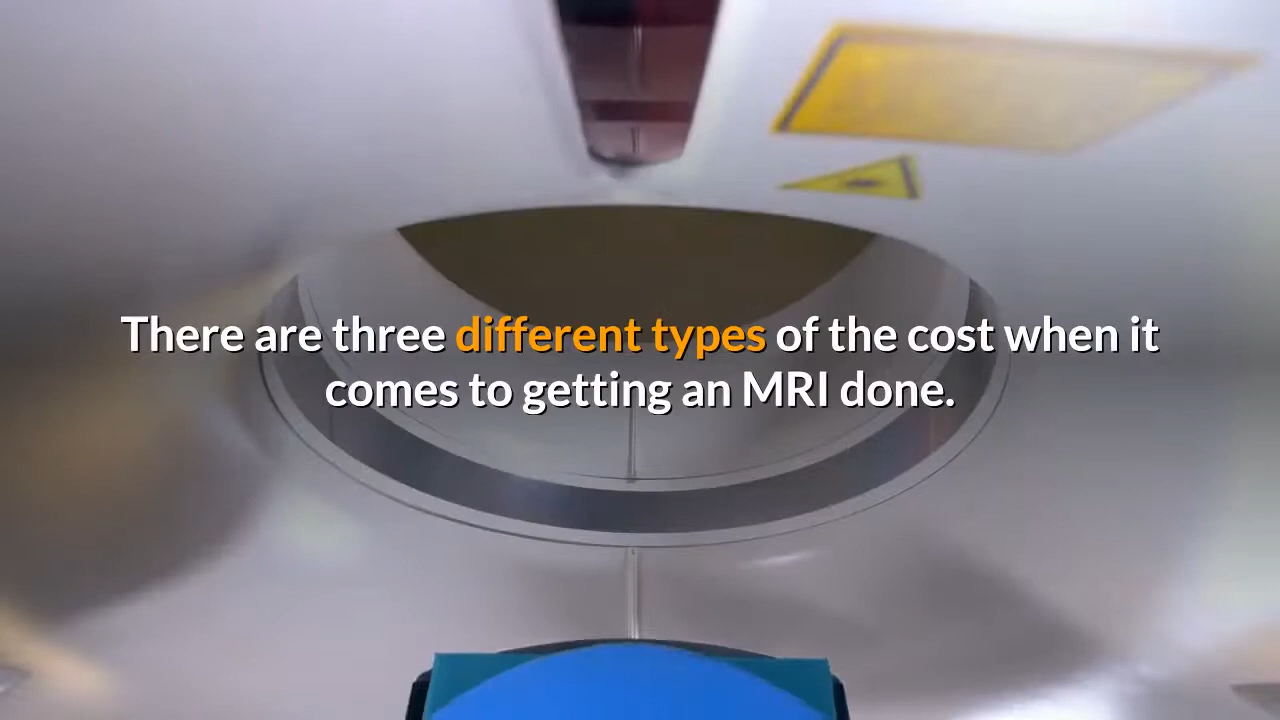 There are three different types of the cost when it
comes to getting an MRI done.